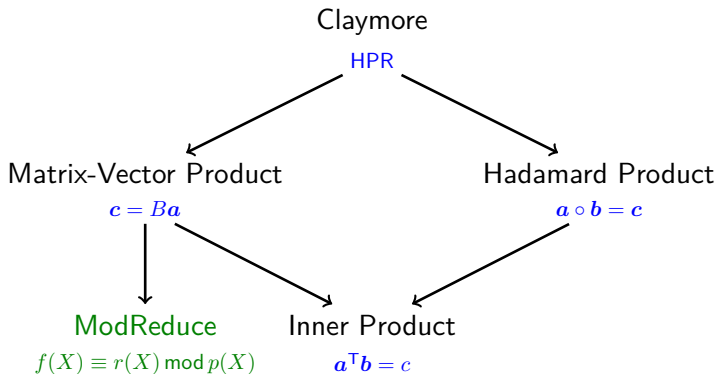 Claymore
HPR
Matrix-Vector Product
c = Ba
Hadamard Product
a ∘ b = c
ModReduce
f(X) ≡ r(X) mod p(X)
Inner Product
aᵀb = c